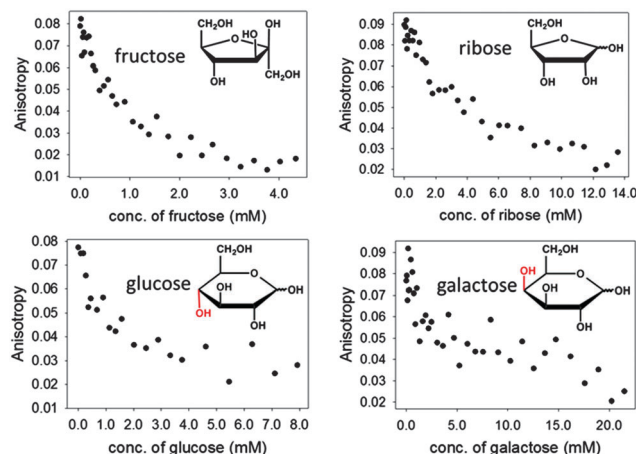 0.08
0.07
0.06
0.05
0.04
0.03
0.02
0.01
Anisotropy
fructose
CH₂OH
O
OH
HO
CH₂OH
OH
0.0 1.0 2.0 3.0 4.0
conc. of fructose (mM)
0.09
0.08
0.07
0.06
0.05
0.04
0.03
0.02
Anisotropy
ribose
CH₂OH
O
OH
OH
OH
0.0 2.0 4.0 6.0 8.0 10.0 12.0 14.0
conc. of ribose (mM)
0.08
0.07
0.06
0.05
0.04
0.03
0.02
0.01
Anisotropy
glucose
CH₂OH
O
OH
OH
OH
OH
0.0 1.0 2.0 3.0 4.0 5.0 6.0 7.0 8.0
conc. of glucose (mM)
0.09
0.08
0.07
0.06
0.05
0.04
0.03
0.02
Anisotropy
galactose
CH₂OH
OH
O
OH
OH
OH
0.0 5.0 10.0 15.0 20.0
conc. of galactose (mM)